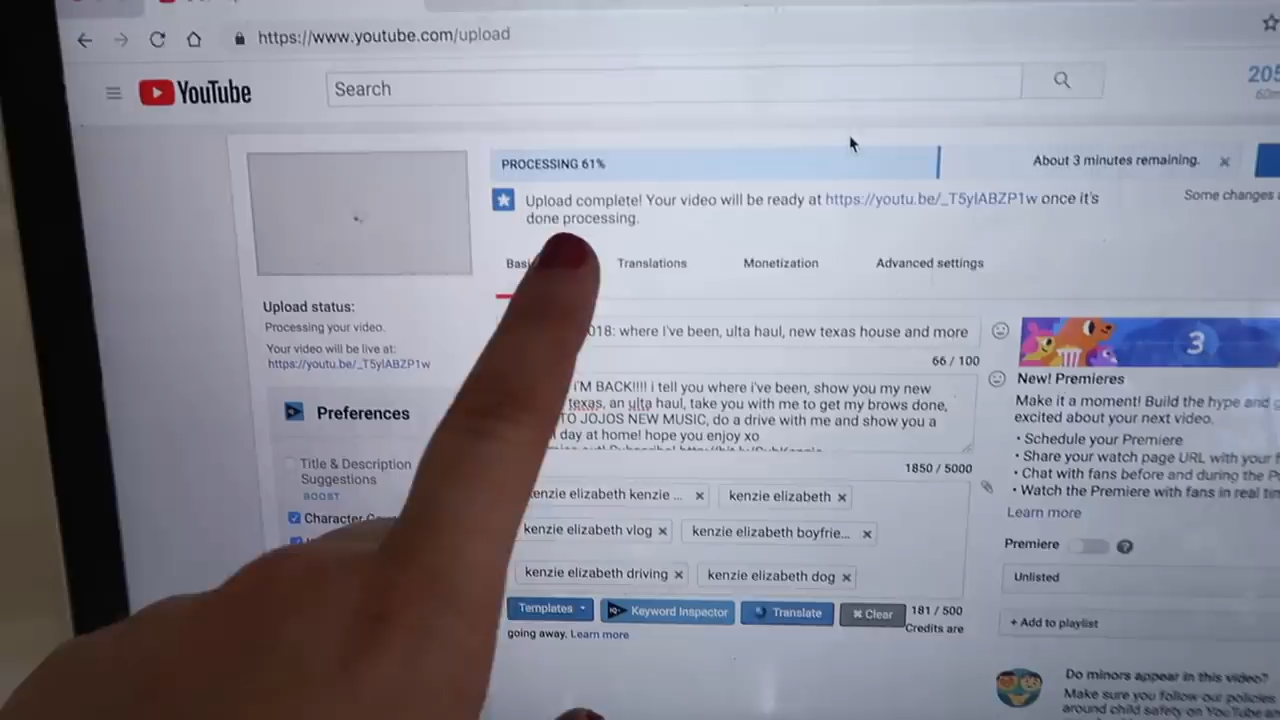 https://www.youtube.com/upload
YouTube
Search
205
PROCESSING 61%
About 3 minutes remaining.
Upload complete! Your video will be ready at https://youtu.be/_T5ylABZP1w once it's
done processing.
Some changes
Translations
Monetization
Advanced settings
Upload status:
Processing your video.
Your video will be live at:
https://youtu.be/_T5ylABZP1w
018: where I've been, ulta haul, new texas house and more
66 / 100
i'M BACK!!!! i tell you where i've been, show you my new
texas, an ulta haul, take you with me to get my brows done,
TO JOJOS NEW MUSIC, do a drive with me and show you a
day at home! hope you enjoy xo
1850 / 5000
Preferences
Title & Description
Suggestions
BOOST
Character
enzie elizabeth kenzie ...
kenzie elizabeth
kenzie elizabeth vlog
kenzie elizabeth boyfrie...
kenzie elizabeth driving
kenzie elizabeth dog
Templates
Keyword Inspector
Translate
Clear
181 / 500
Credits are
going away. Learn more
3
New! Premieres
Make it a moment! Build the hype and
excited about your next video.
• Schedule your Premiere
• Share your watch page URL with your
• Chat with fans before and during the
• Watch the Premiere with fans in real
Learn more
Premiere
Unlisted
+ Add to playlist
Do minors appear in this video?
Make sure you follow our policies
around child safety on YouTube